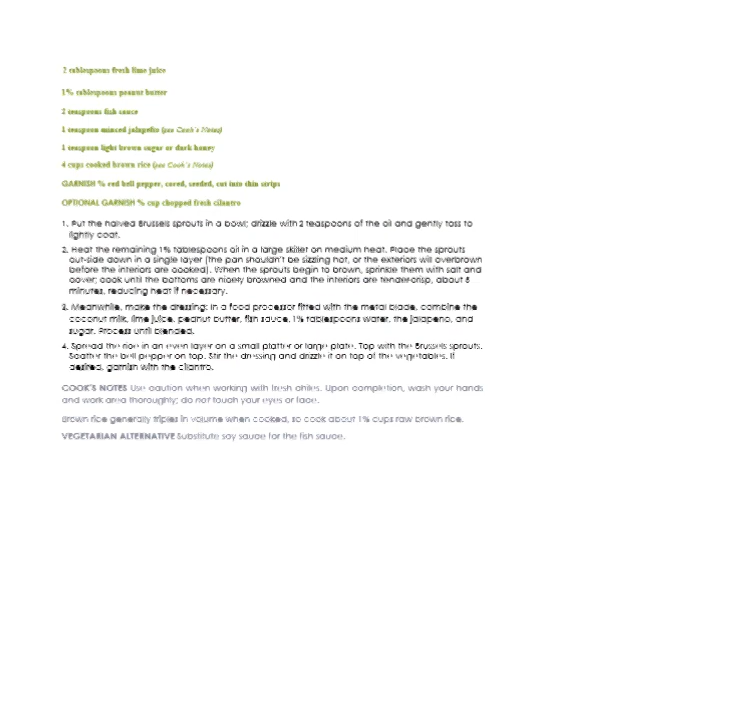 2 tablespoons fresh lime juice
1% tablespoons peanut butter
2 teaspoons fish sauce
1 teaspoon minced jalapeño (see Cook's Notes)
1 teaspoon light brown sugar or dark honey
4 cups cooked brown rice (see Cook's Notes)
GARNISH % red bell pepper, cored, seeded, cut into thin strips
OPTIONAL GARNISH % cup chopped fresh cilantro
1. Put the halved Brussels sprouts in a bowl; drizzle with 2 teaspoons of the oil and gently toss to
lightly coat.
2. Heat the remaining 1% tablespoons oil in a large skillet on medium heat. Place the sprouts
cut-side down in a single layer (the pan shouldn't be sizzling hot, or the exteriors will overbrown
before the interiors are cooked). When the sprouts begin to brown, sprinkle them with salt and
cover; cook until the bottoms are nicely browned and the interiors are tender-crisp, about 8
minutes, reducing heat if necessary.
3. Meanwhile, make the dressing: In a food processor fitted with the metal blade, combine the
coconut milk, lime juice, peanut butter, fish sauce, 1% tablespoons water, the jalapeno, and
sugar. Process until blended.
4. Spread the rice in an even layer on a small platter or large plate. Top with the Brussels sprouts.
Scatter the bell pepper on top. Stir the dressing and drizzle it on top of the vegetables. If
desired, garnish with the cilantro.
COOK'S NOTES Use caution when working with fresh chiles. Upon completion, wash your hands
and work area thoroughly; do not touch your eyes or face.
Brown rice generally triples in volume when cooked, so cook about 1% cups raw brown rice.
VEGETARIAN ALTERNATIVE Substitute soy sauce for the fish sauce.